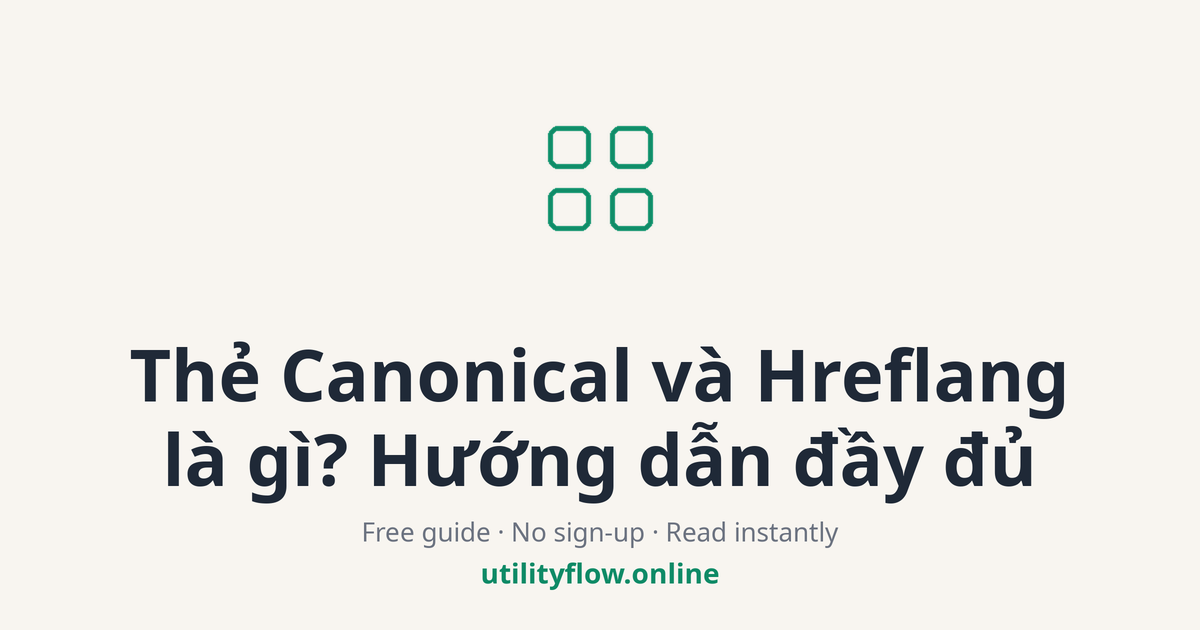 Thẻ Canonical và Hreflang
là gì? Hướng dẫn đầy đủ
Free guide · No sign-up · Read instantly
utilityflow.online